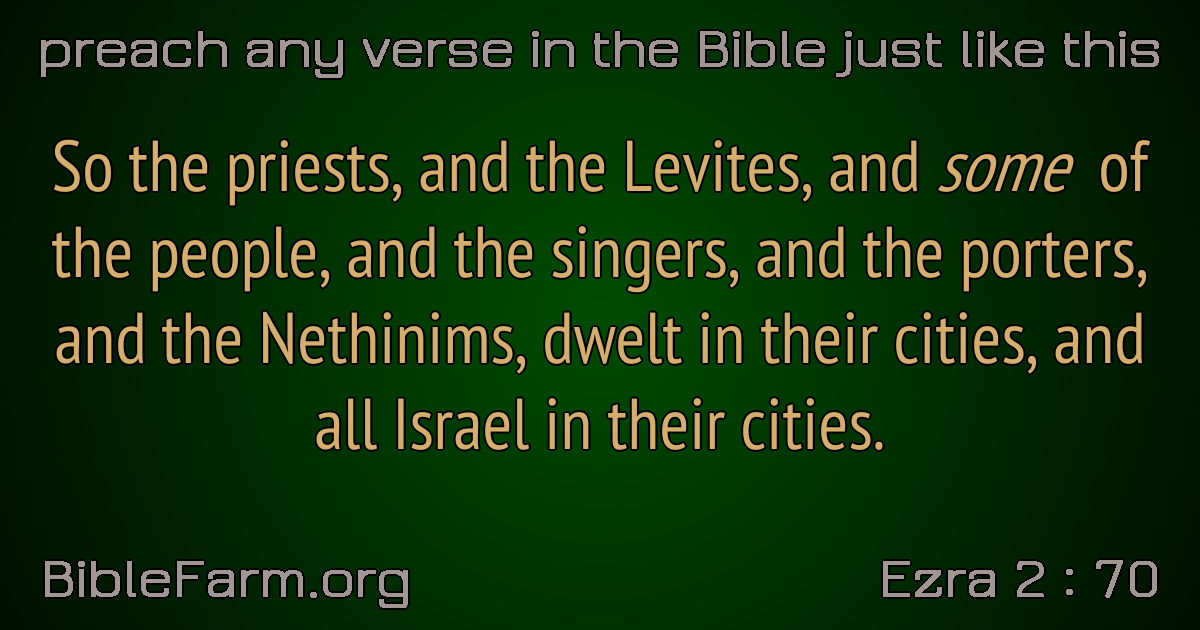 preach any verse in the Bible just like this
So the priests, and the Levites, and some of
the people, and the singers, and the porters,
and the Nethinims, dwelt in their cities, and
all Israel in their cities.
BibleFarm.org
Ezra 2 : 70